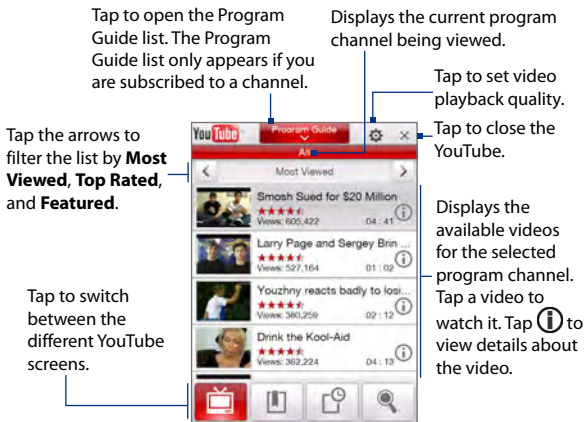 Tap to open the Program
Guide list. The Program
Guide list only appears if you
are subscribed to a channel.
Displays the current program
channel being viewed.
Tap to set video
playback quality.
Tap to close the
YouTube.
Tap the arrows to
filter the list by Most
Viewed, Top Rated,
and Featured.
You Tube
Program Guide
All
Most Viewed
Smosh Sued for $20 Million
Views: 605,422 04 : 41
Larry Page and Sergey Brin ...
Views: 527,164 01 : 02
Youzhny reacts badly to losi...
Views: 380,259 02 : 12
Drink the Kool-Aid
Views: 362,224 04 : 13
Displays the
available videos
for the selected
program channel.
Tap a video to
watch it. Tap i to
view details about
the video.
Tap to switch
between the
different YouTube
screens.